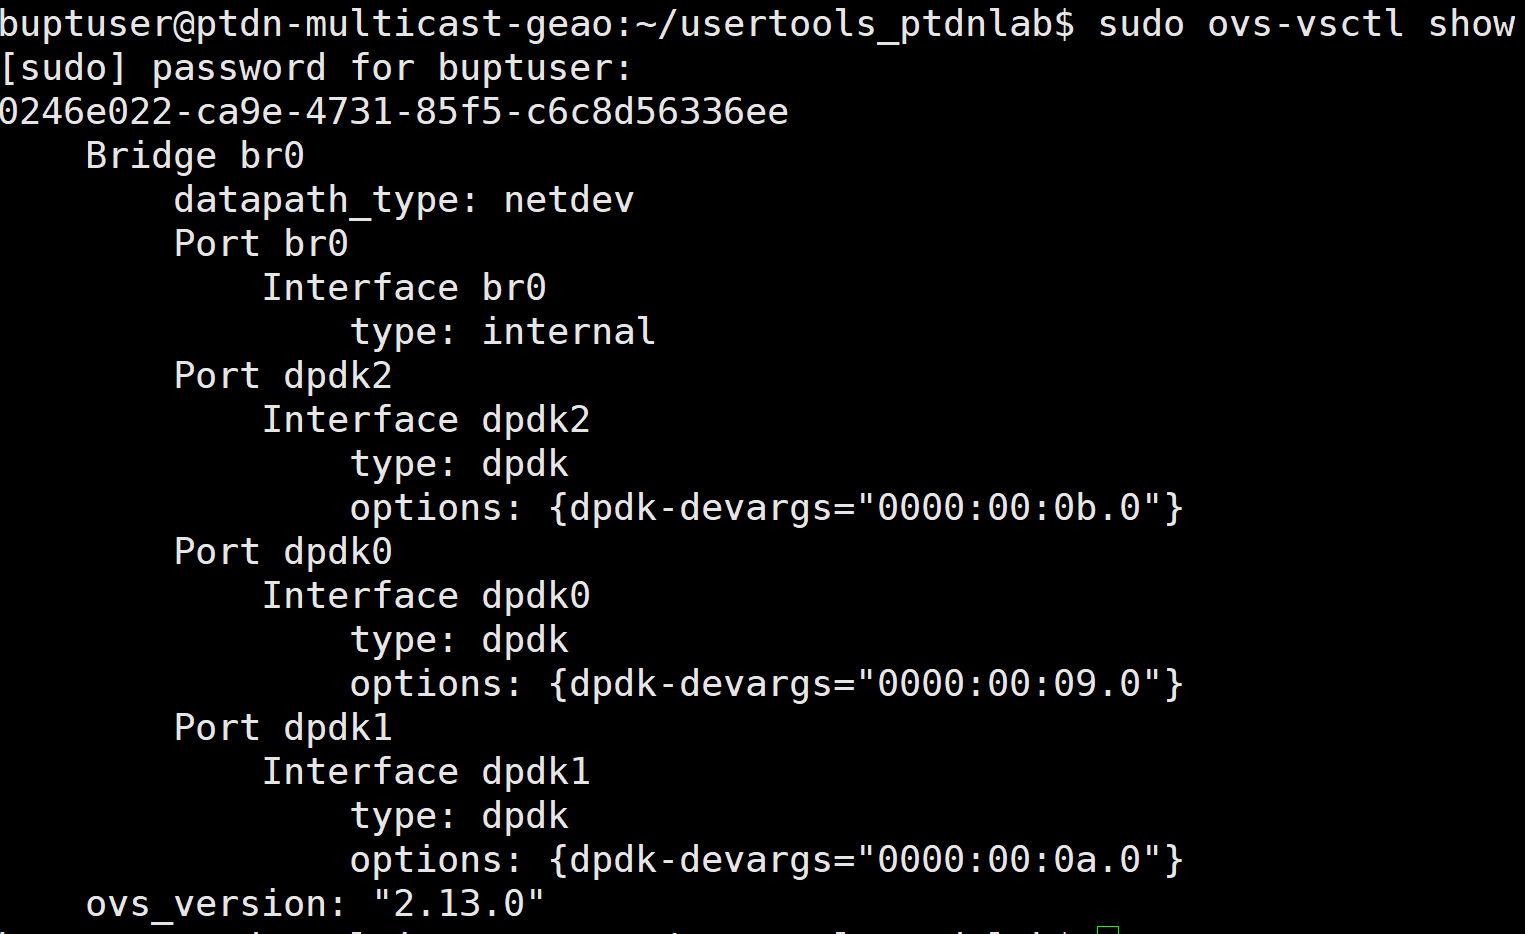 buptuser@ptdn-multicast-geao:~/usertools_ptdnlab$ sudo ovs-vsctl show
[sudo] password for buptuser:
0246e022-ca9e-4731-85f5-c6c8d56336ee
    Bridge br0
        datapath_type: netdev
        Port br0
            Interface br0
                type: internal
        Port dpdk2
            Interface dpdk2
                type: dpdk
                options: {dpdk-devargs="0000:00:0b.0"}
        Port dpdk0
            Interface dpdk0
                type: dpdk
                options: {dpdk-devargs="0000:00:09.0"}
        Port dpdk1
            Interface dpdk1
                type: dpdk
                options: {dpdk-devargs="0000:00:0a.0"}
    ovs_version: "2.13.0"